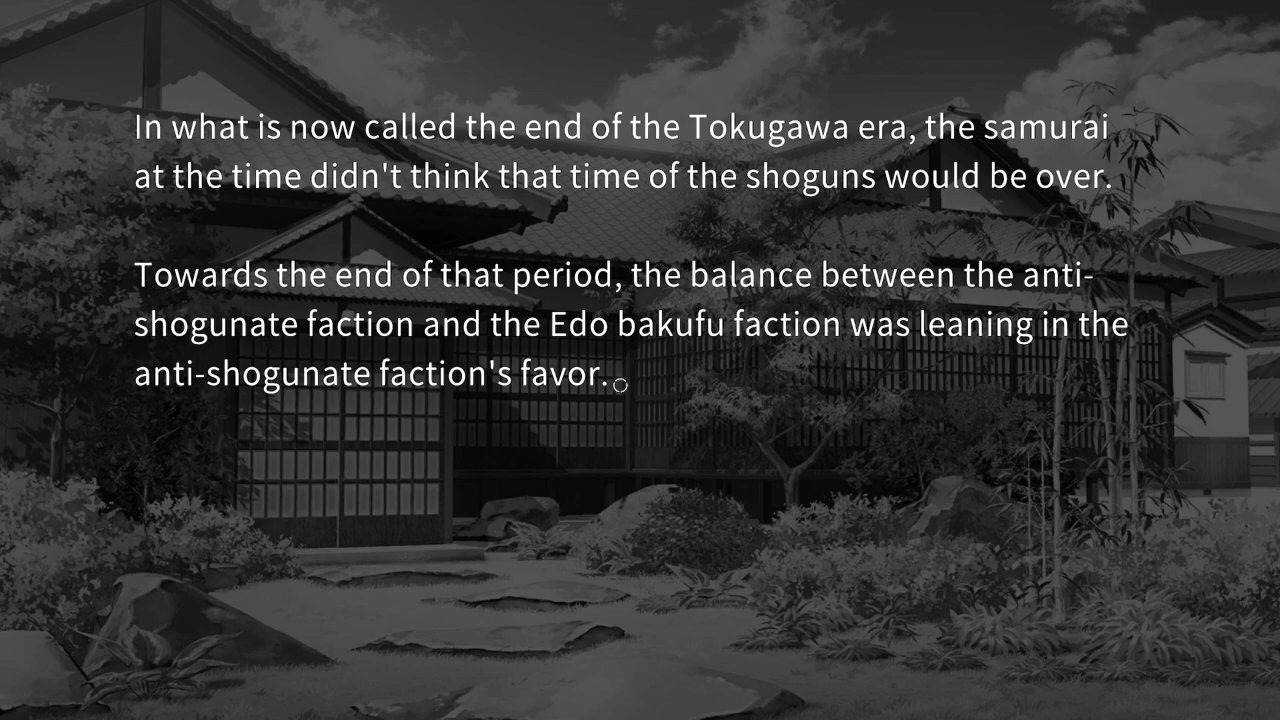 In what is now called the end of the Tokugawa era, the samurai
at the time didn't think that time of the shoguns would be over.
Towards the end of that period, the balance between the anti-
shogunate faction and the Edo bakufu faction was leaning in the
anti-shogunate faction's favor.